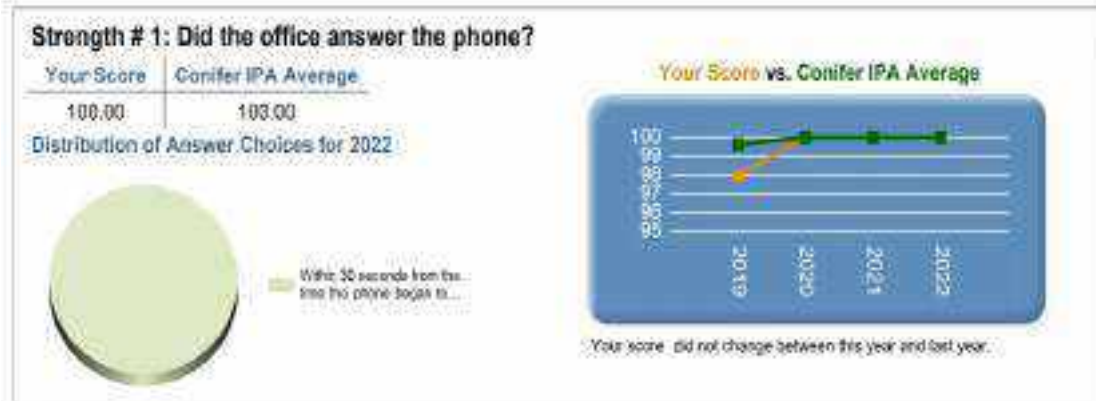 Strength # 1: Did the office answer the phone?
Your Score Conifer IPA Average
100.00 100.00
Distribution of Answer Choices for 2022
Within 30 seconds from the...
time the phone began to...
Your Score vs. Conifer IPA Average
100
99
98
97
96
95
2019 2020 2021 2022
Your score did not change between this year and last year.